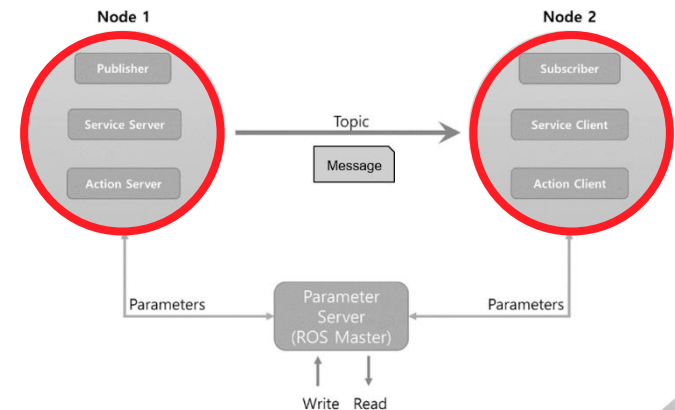 Node 1
Node 2
Publisher
Subscriber
Service Server
Topic
Service Client
Message
Action Server
Action Client
Parameters
Parameter
Server
(ROS Master)
Parameters
Write Read